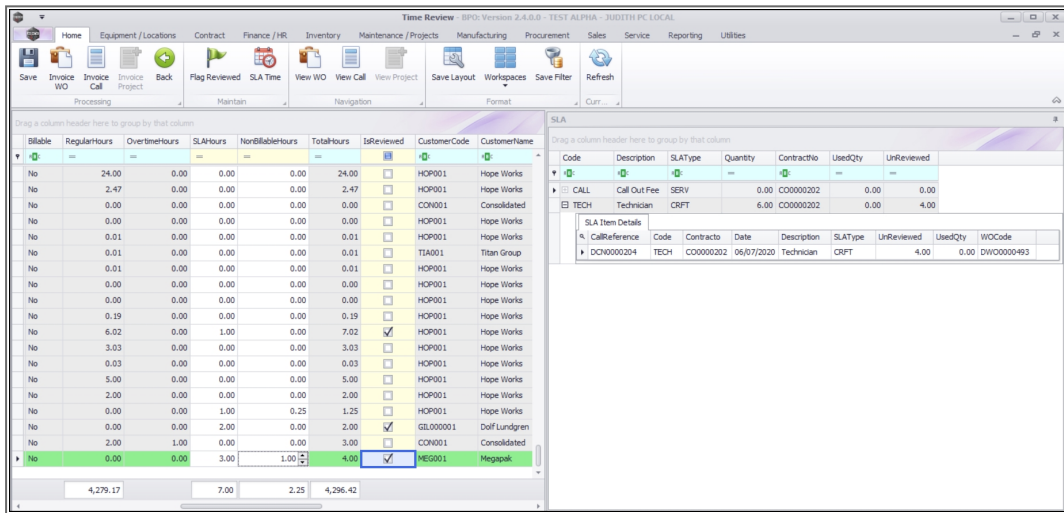 Time Review - BPO: Version 2.4.0.0 - TEST ALPHA - JUDITH PC LOCAL
Home Equipment / Locations Contract Finance / HR Inventory Maintenance / Projects Manufacturing Procurement Sales Service Reporting Utilities
Save Invoice WO Invoice Call Invoice Project Back Flag Reviewed SLA Time View WO View Call View Project Save Layout Workspaces Save Filter Refresh
Processing Maintain Navigation Format Curr ...
Drag a column header here to group by that column
Billable RegularHours OvertimeHours SLAHours NonBillableHours TotalHours IsReviewed CustomerCode CustomerName
No 24.00 0.00 0.00 0.00 24.00 HOP001 Hope Works
No 2.47 0.00 0.00 0.00 2.47 HOP001 Hope Works
No 0.00 0.00 0.00 0.00 0.00 CON001 Consolidated
No 0.00 0.00 0.00 0.00 0.00 HOP001 Hope Works
No 0.01 0.00 0.00 0.00 0.01 HOP001 Hope Works
No 0.01 0.00 0.00 0.00 0.01 TIA001 Titan Group
No 0.01 0.00 0.00 0.00 0.01 HOP001 Hope Works
No 0.00 0.00 0.00 0.00 0.00 HOP001 Hope Works
No 0.19 0.00 0.00 0.00 0.19 HOP001 Hope Works
No 6.02 0.00 1.00 0.00 7.02 HOP001 Hope Works
No 3.03 0.00 0.00 0.00 3.03 HOP001 Hope Works
No 0.03 0.00 0.00 0.00 0.03 HOP001 Hope Works
No 5.00 0.00 0.00 0.00 5.00 HOP001 Hope Works
No 2.00 0.00 0.00 0.00 2.00 HOP001 Hope Works
No 0.00 0.00 1.00 0.25 1.25 HOP001 Hope Works
No 0.00 0.00 2.00 0.00 2.00 GIL000001 Dolf Lundgren
No 2.00 1.00 0.00 0.00 3.00 CON001 Consolidated
No 0.00 0.00 3.00 1.00 4.00 MEG001 Megapak
4,279.17 7.00 2.25 4,296.42
SLA
Drag a column header here to group by that column
Code Description SLAType Quantity ContractNo UsedQty UnReviewed
CALL Call Out Fee SERV 0.00 CO0000202 0.00 0.00
TECH Technician CRFT 6.00 CO0000202 0.00 4.00
SLA Item Details
CallReference Code Contracto Date Description SLAType UnReviewed UsedQty WOCode
DCN0000204 TECH CO0000202 06/07/2020 Technician CRFT 4.00 0.00 DWO0000493